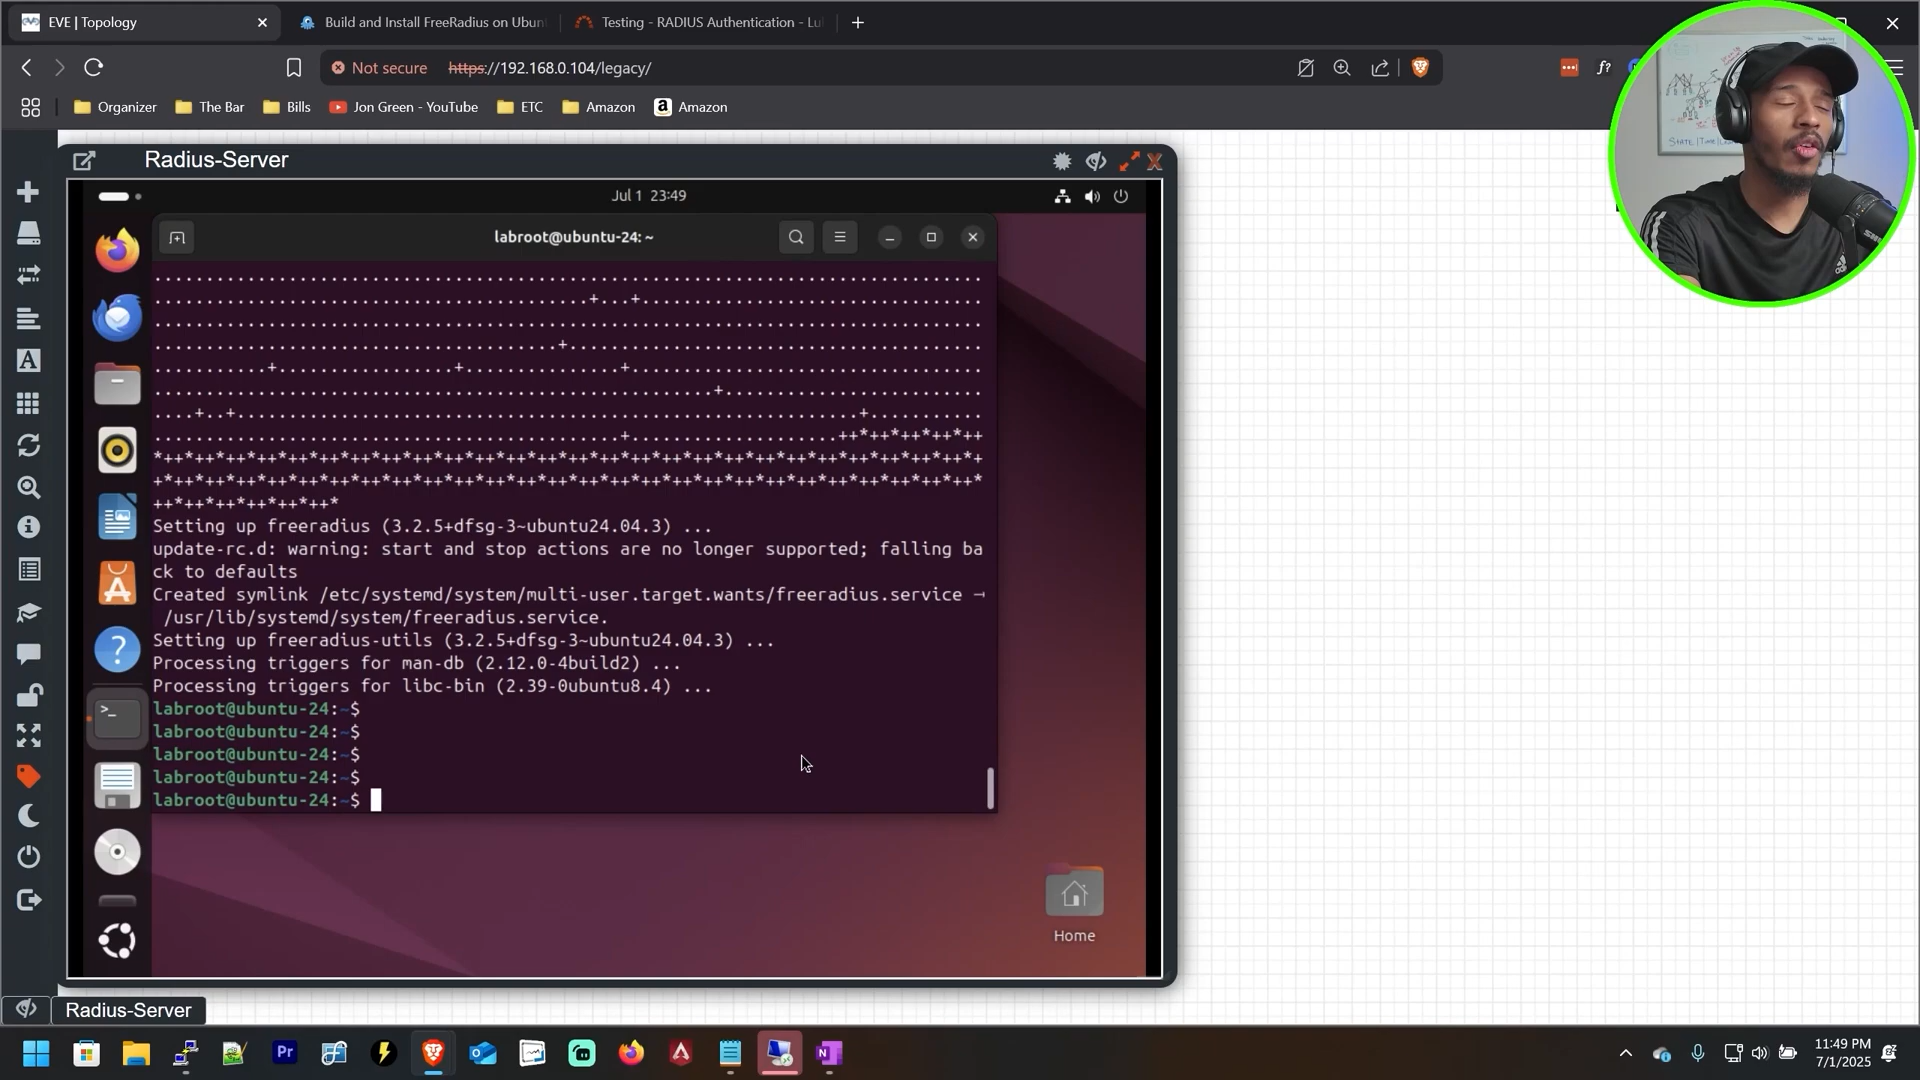 EVE | Topology
Build and Install FreeRadius on Ubun
Testing - RADIUS Authentication - Lu
Not secure
https://192.168.0.104/legacy/
Organizer
The Bar
Bills
Jon Green - YouTube
ETC
Amazon
Amazon
Radius-Server
Jul 1 23:49
labroot@ubuntu-24: ~
Setting up freeradius (3.2.5+dfsg-3~ubuntu24.04.3) ...
update-rc.d: warning: start and stop actions are no longer supported; falling ba
ck to defaults
Created symlink /etc/systemd/system/multi-user.target.wants/freeradius.service →
/usr/lib/systemd/system/freeradius.service.
Setting up freeradius-utils (3.2.5+dfsg-3~ubuntu24.04.3) ...
Processing triggers for man-db (2.12.0-4build2) ...
Processing triggers for libc-bin (2.39-0ubuntu8.4) ...
labroot@ubuntu-24:~$
labroot@ubuntu-24:~$
labroot@ubuntu-24:~$
labroot@ubuntu-24:~$
labroot@ubuntu-24:~$
Home
Radius-Server
11:49 PM
7/1/2025